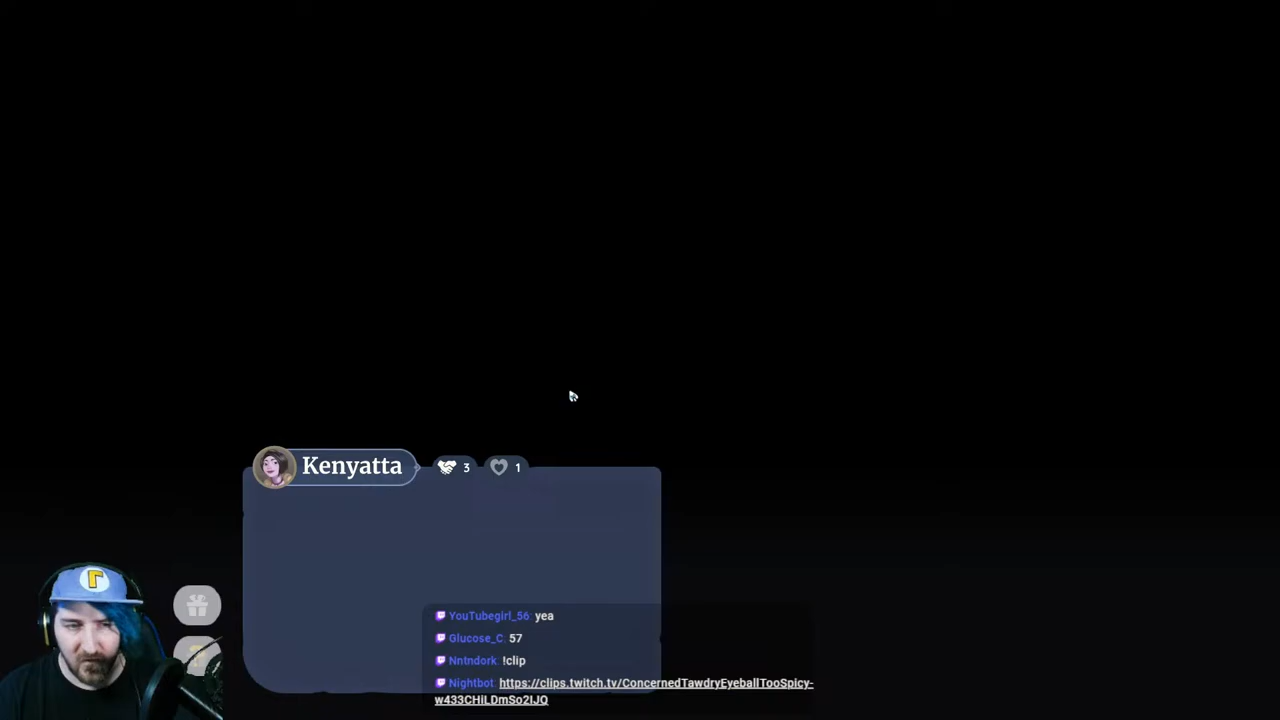 Kenyatta 3 1
YouTubegirl_56: yea
Glucose_C: 57
Nntndork: !clip
Nightbot: https://clips.twitch.tv/ConcernedTawdryEyeballTooSpicy-
w433CHiLDmSo2IJQ